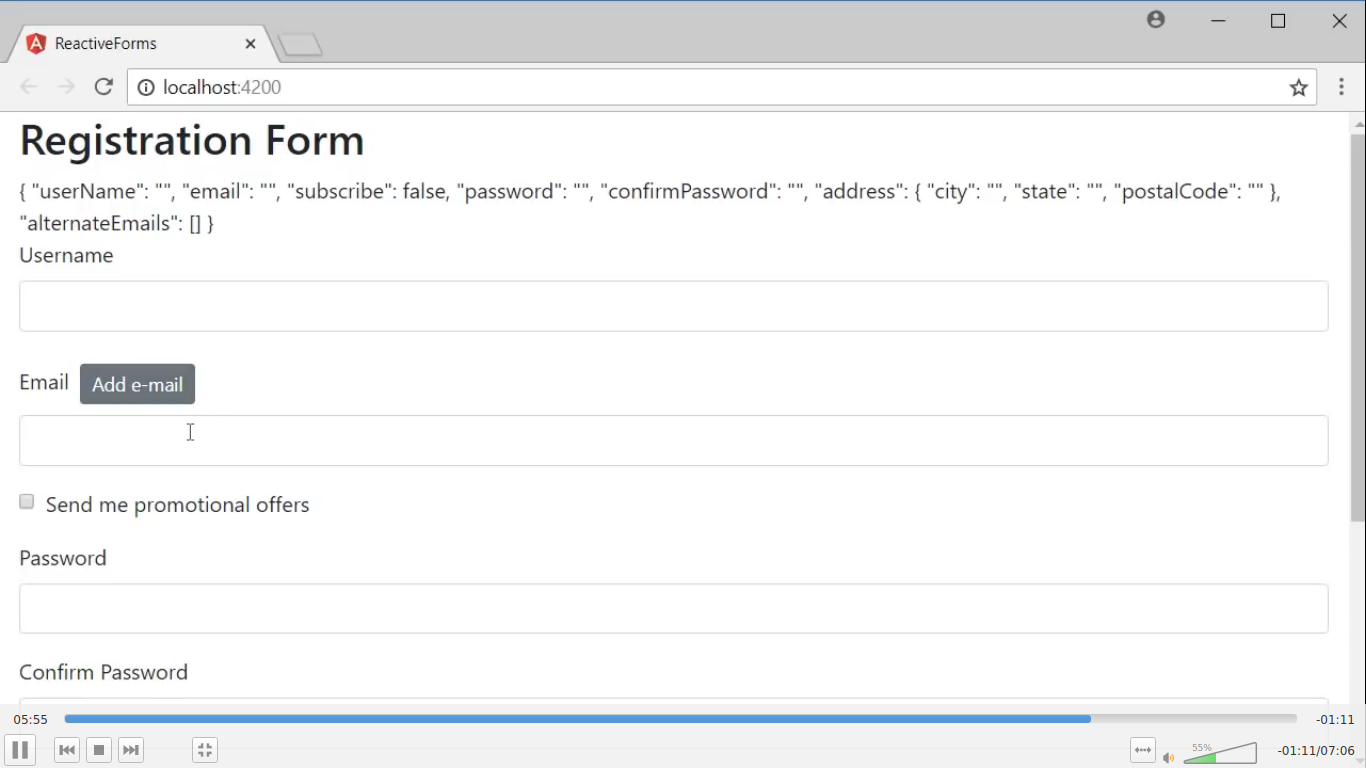 ReactiveForms
localhost:4200
Registration Form
{ "userName": "", "email": "", "subscribe": false, "password": "", "confirmPassword": "", "address": { "city": "", "state": "", "postalCode": "" },
"alternateEmails": [] }
Username
Email Add e-mail
Send me promotional offers
Password
Confirm Password
05:55 -01:11
55% -01:11/07:06